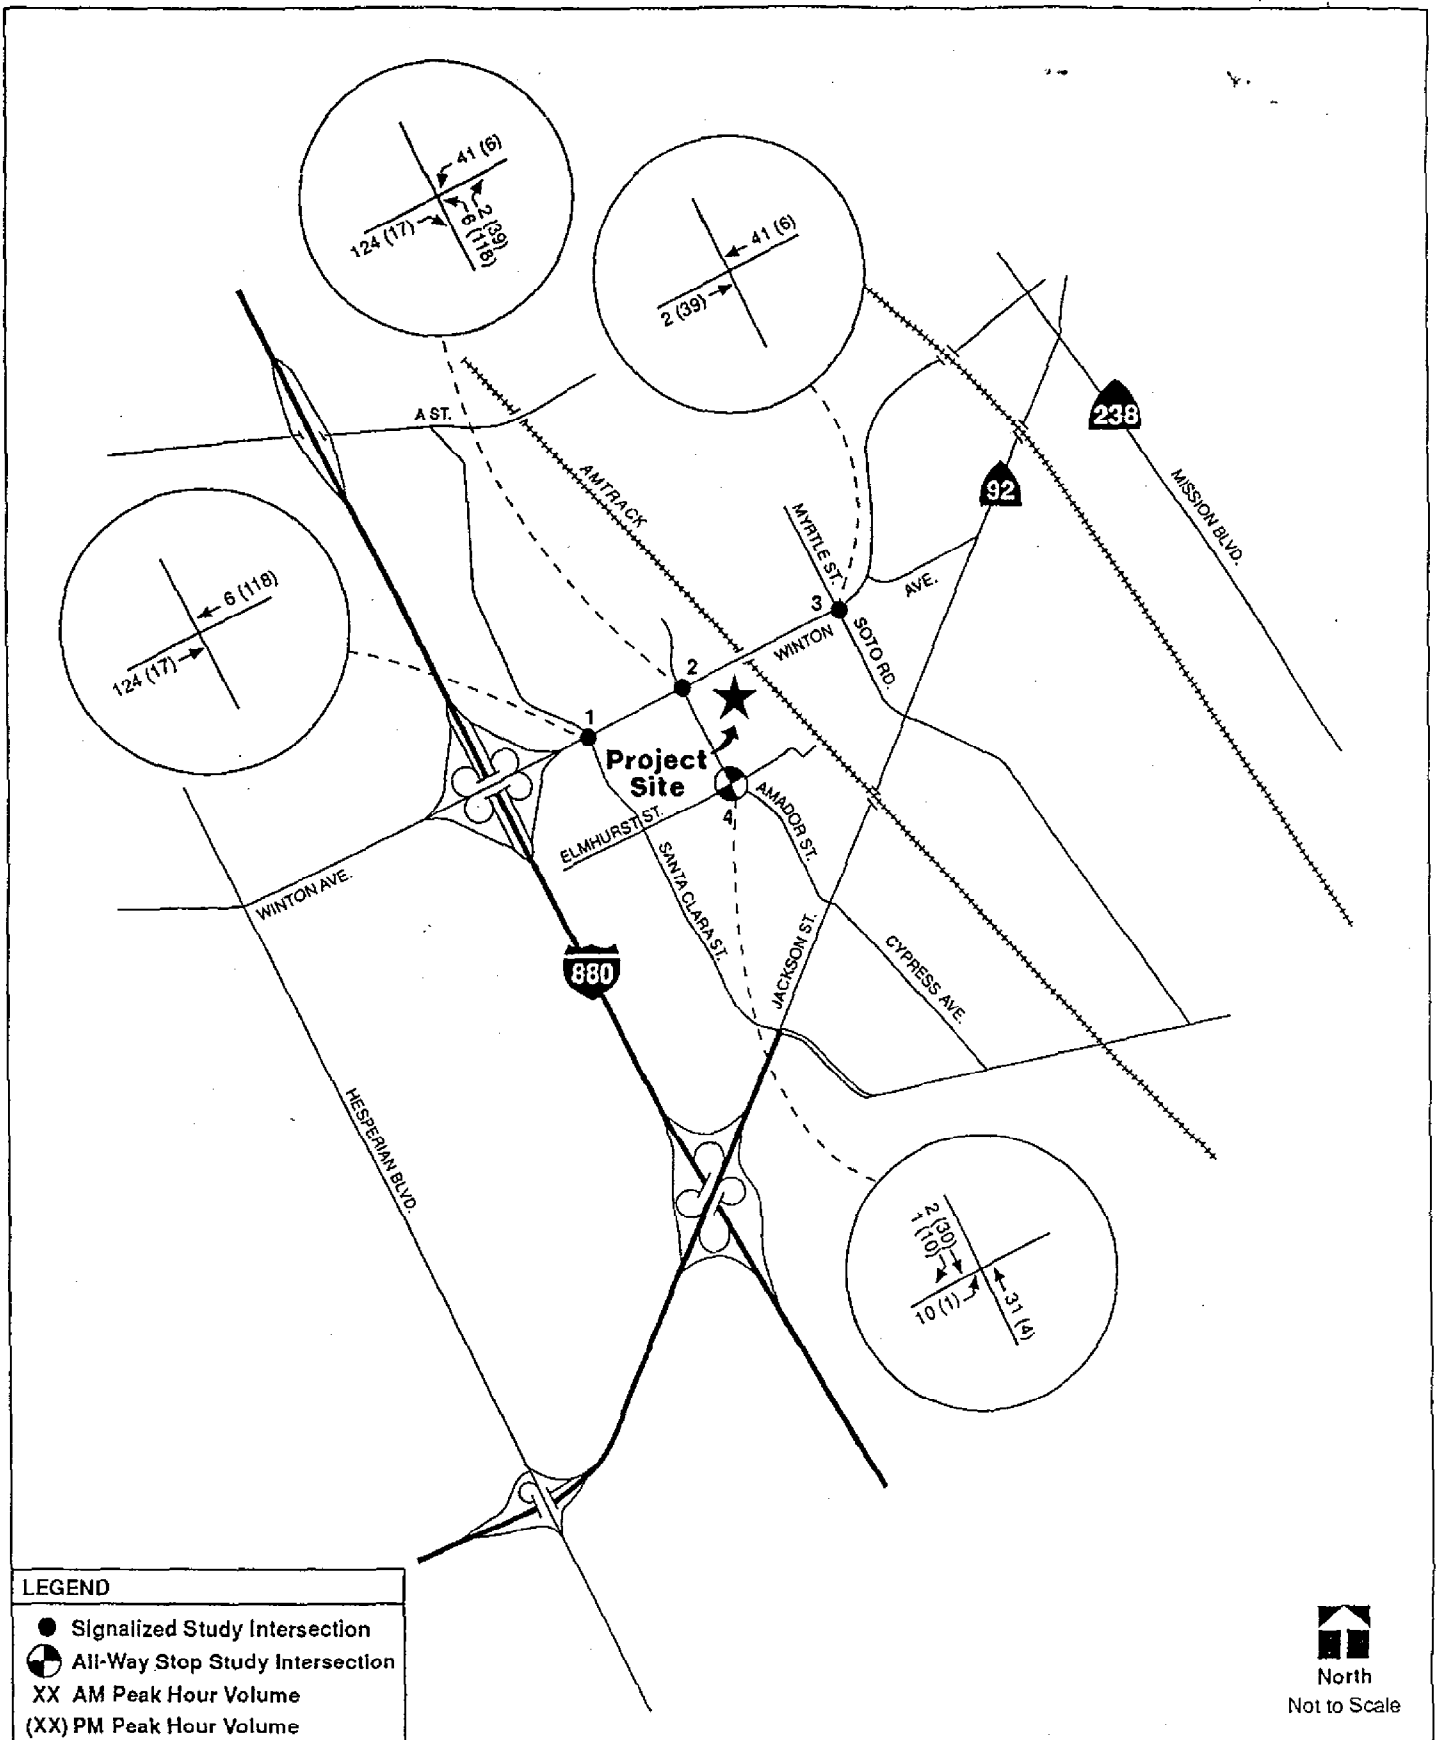 41 (6)
124 (17)
2 (39)
6 (118)
41 (6)
2 (39)
A ST.
AMTRACK
238
92
MISSION BLVD.
MYRTLE ST.
6 (118)
124 (17)
3
AVE.
WINTON
SOTO RD.
2
1
Project
Site
4
ELMHURST ST.
AMADOR ST.
SANTA CLARA ST.
WINTON AVE.
JACKSON ST.
CYPRESS AVE.
880
HESPERIAN BLVD.
2 (30)
1 (10)
10 (1)
31 (4)
LEGEND
Signalized Study Intersection
All-Way Stop Study Intersection
XX AM Peak Hour Volume
(XX) PM Peak Hour Volume
North
Not to Scale